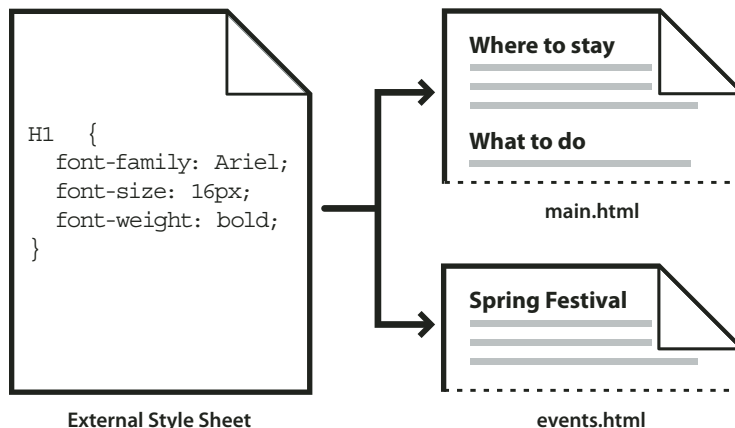 H1 {
font-family: Ariel;
font-size: 16px;
font-weight: bold;
}
External Style Sheet
Where to stay
What to do
main.html
Spring Festival
events.html